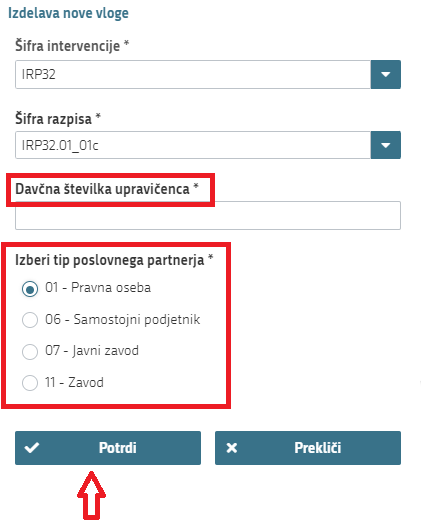 Izdelava nove vloge
Šifra intervencije *
IRP32
Šifra razpisa *
IRP32.01_01c
Davčna številka upravičenca *
Izberi tip poslovnega partnerja *
01 - Pravna oseba
06 - Samostojni podjetnik
07 - Javni zavod
11 - Zavod
Potrdi
Prekliči